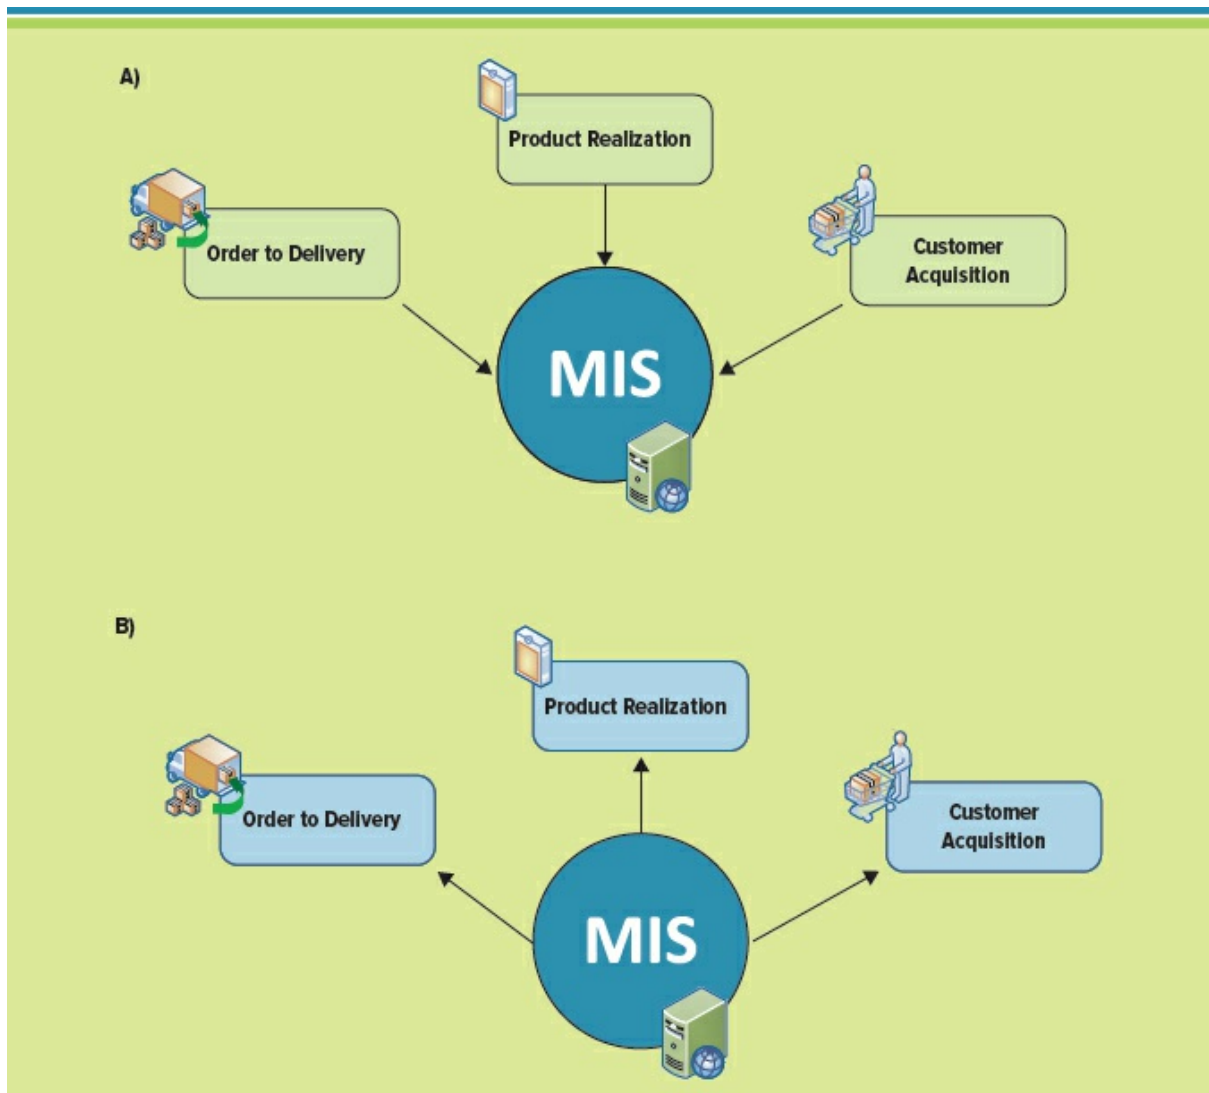 A)
Product Realization
Order to Delivery
Customer
Acquisition
MIS
B)
Product Realization
Order to Delivery
Customer
Acquisition
MIS